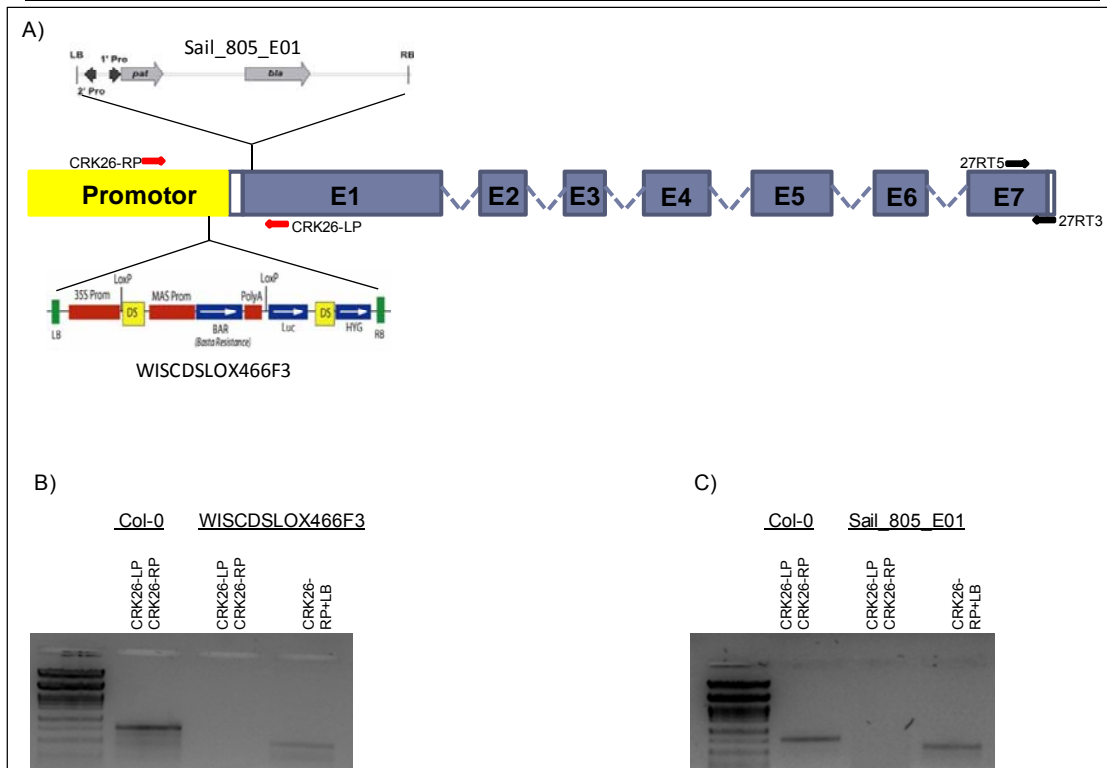 A)
Sail_805_E01
LB
1' Pro
RB
pat
bla
2' Pro
CRK26-RP
27RT5
Promotor
E1
E2
E3
E4
E5
E6
E7
CRK26-LP
27RT3
LoxP
LoxP
35S Prom
MAS Prom
PolyA
DS
DS
LB
BAR
Luc
HYG
RB
(Basta Resistance)
WISCDSLOX466F3
B)
Col-0 WISCDSLOX466F3
CRK26-LP
CRK26-RP
CRK26-LP
CRK26-RP
CRK26-
RP+LB
C)
Col-0 Sail_805_E01
CRK26-LP
CRK26-RP
CRK26-LP
CRK26-RP
CRK26-
RP+LB